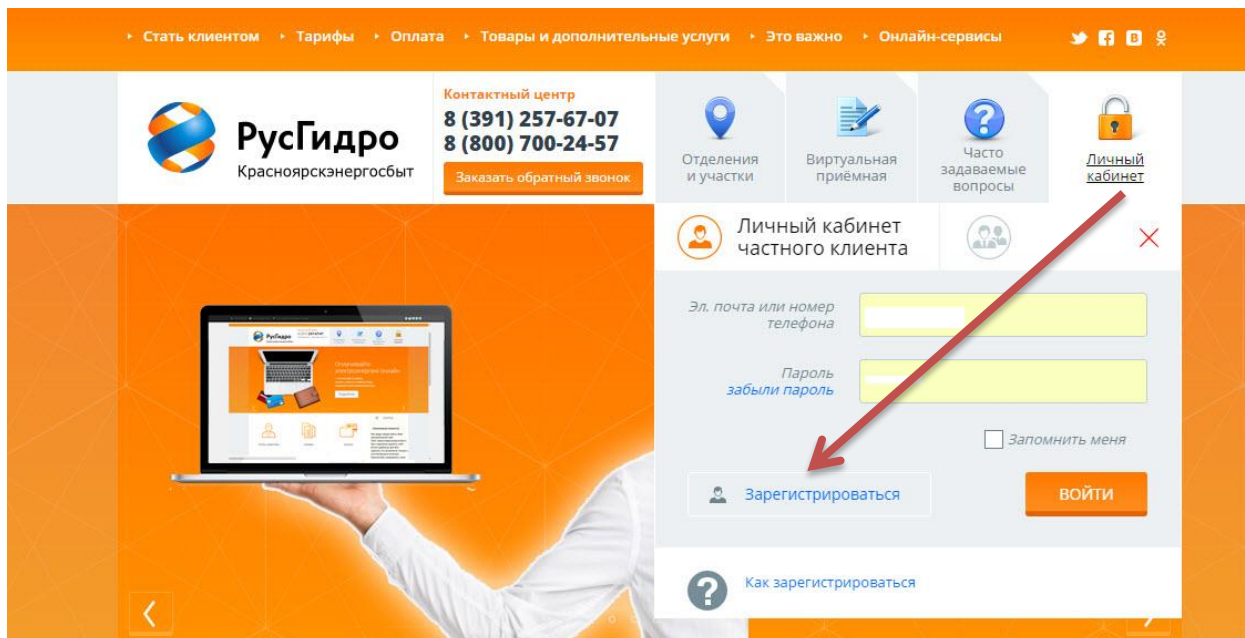 Стать клиентом
Тарифы
Оплата
Товары и дополнительные услуги
Это важно
Онлайн-сервисы
РусГидро
Красноярскэнергосбыт
Контактный центр
8 (391) 257-67-07
8 (800) 700-24-57
Заказать обратный звонок
Отделения
и участки
Виртуальная
приёмная
Часто
задаваемые
вопросы
Личный
кабинет
Личный кабинет
частного клиента
Эл. почта или номер
телефона
Пароль
забыли пароль
Запомнить меня
Зарегистрироваться
ВОЙТИ
Как зарегистрироваться
РусГидро